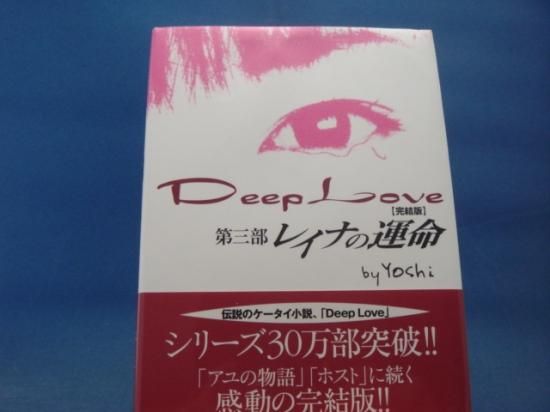 Deep Love
【完結版】
第三部 レイナの運命
by Yoshi
伝説のケータイ小説、「Deep Love」
シリーズ30万部突破!!
「アユの物語」「ホスト」に続く
感動の完結版!!